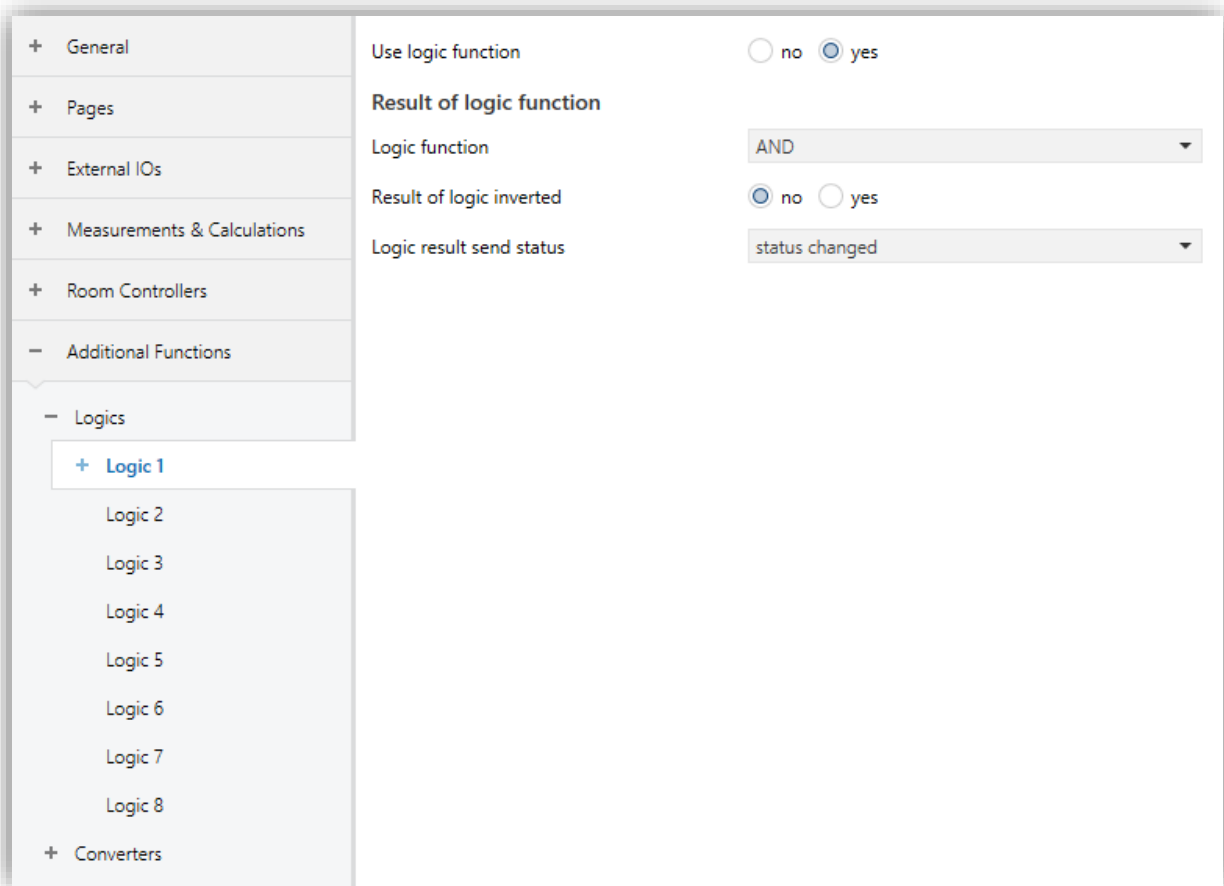 General
Pages
External IOs
Measurements & Calculations
Room Controllers
Additional Functions
Logics
Logic 1
Logic 2
Logic 3
Logic 4
Logic 5
Logic 6
Logic 7
Logic 8
Converters
Use logic function no yes
Result of logic function
Logic function AND
Result of logic inverted no yes
Logic result send status status changed